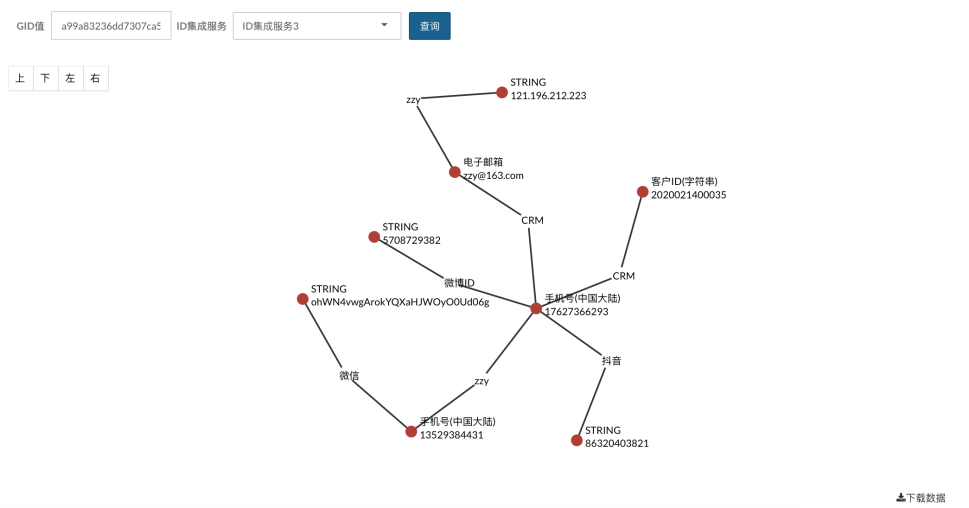 GID值 a99a83236dd7307ca5 ID集成服务 ID集成服务3 查询
上 下 左 右
STRING
121.196.212.223
zzy
电子邮箱
zzy@163.com
客户ID(字符串)
2020021400035
CRM
STRING
5708729382
CRM
微博ID
STRING
ohWN4vwgArokYQXaHJWOyO0Ud06g
手机号(中国大陆)
17627366293
抖音
微信
zzy
手机号(中国大陆)
13529384431
STRING
86320403821
下载数据